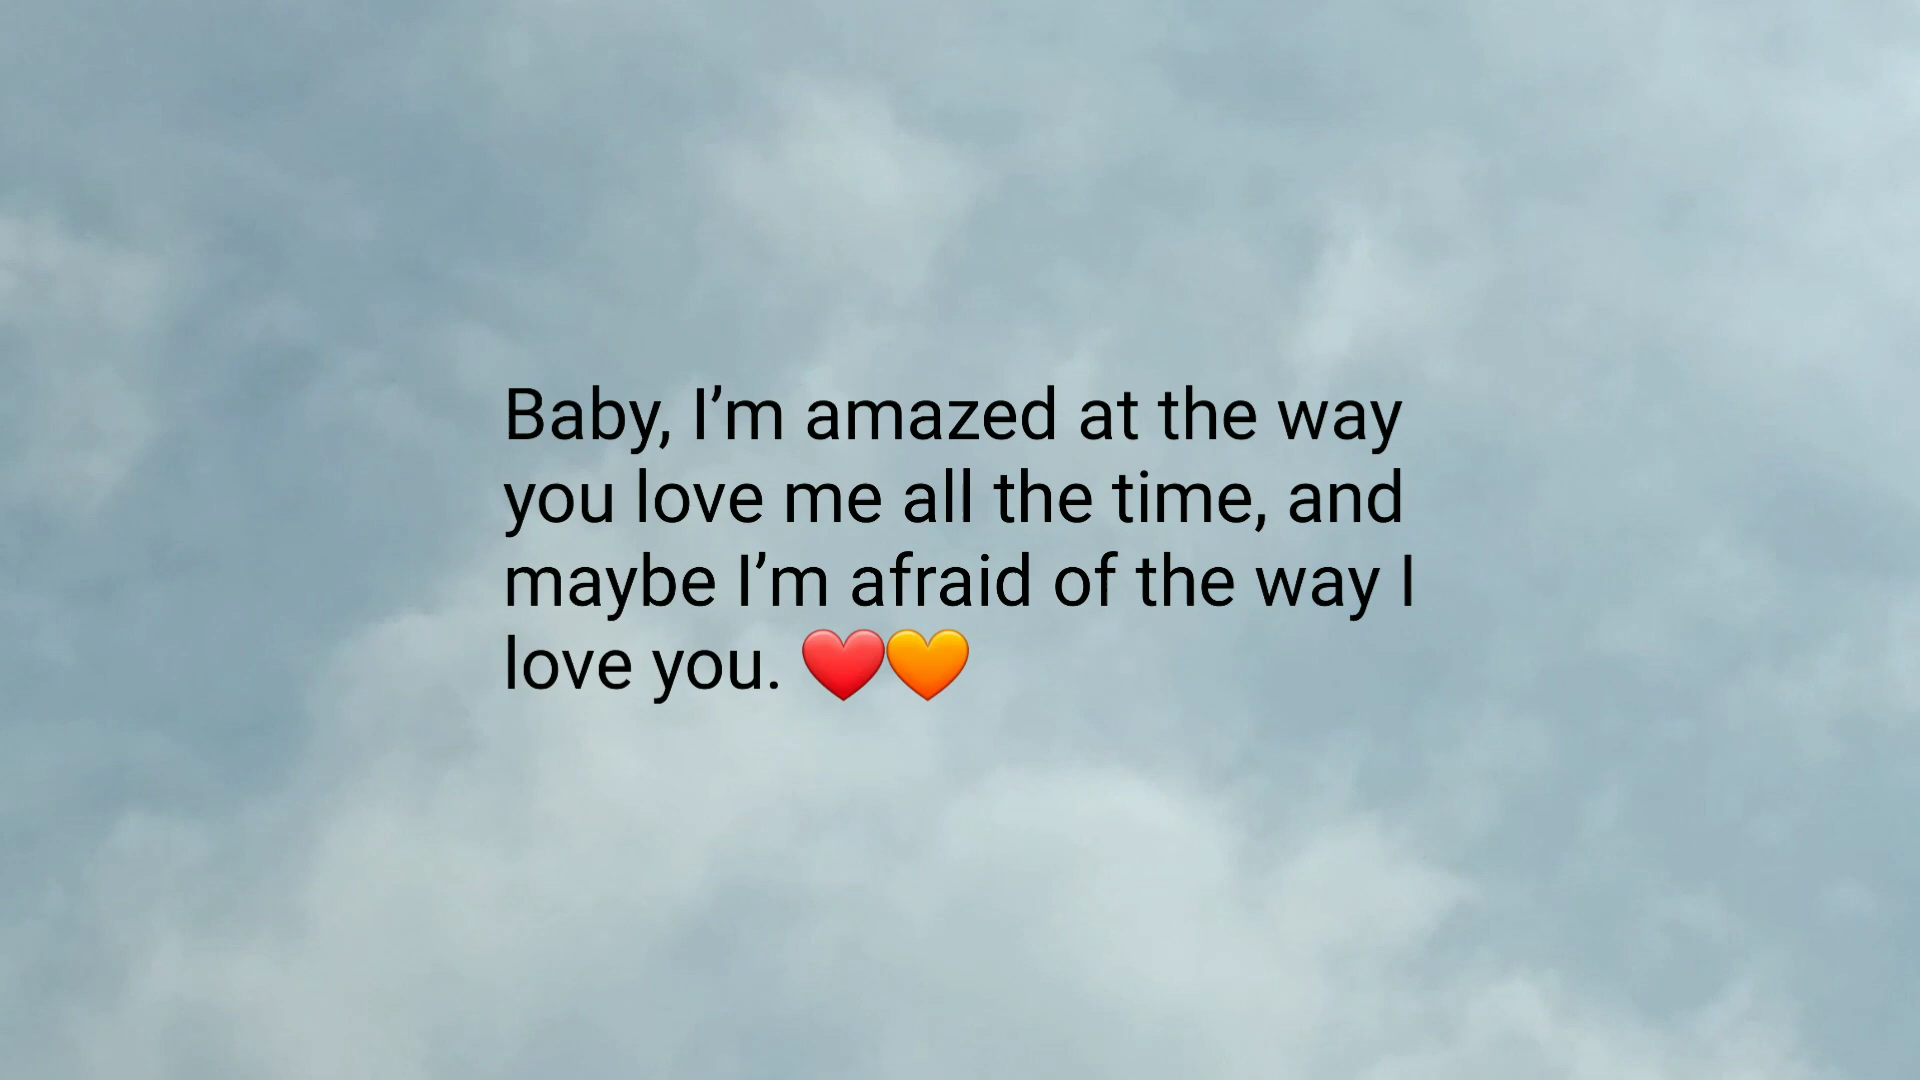 Baby, I’m amazed at the way
you love me all the time, and
maybe I’m afraid of the way I
love you. ❤️🧡